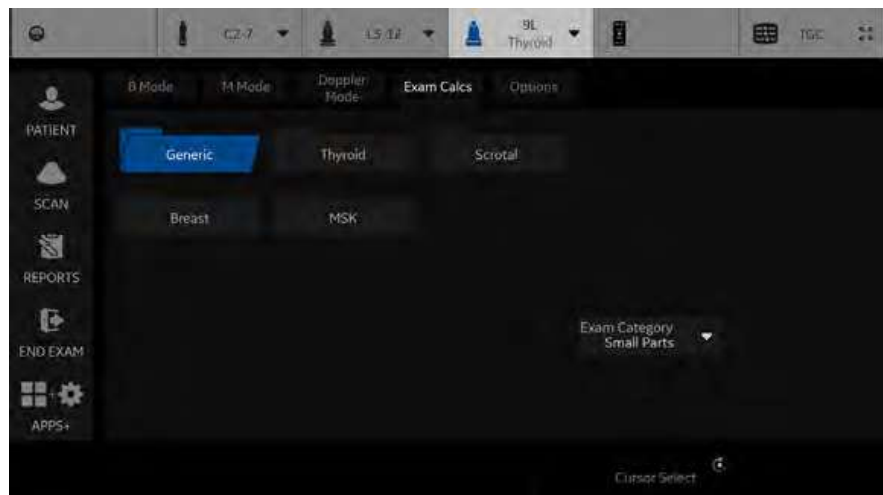 C2-7
L5-12
9L
Thyroid
TGC
B Mode
M Mode
Doppler
Mode
Exam Calcs
Options
PATIENT
Generic
Thyroid
Scrotal
SCAN
Breast
MSK
REPORTS
Exam Category
Small Parts
END EXAM
APPS+
Cursor Select